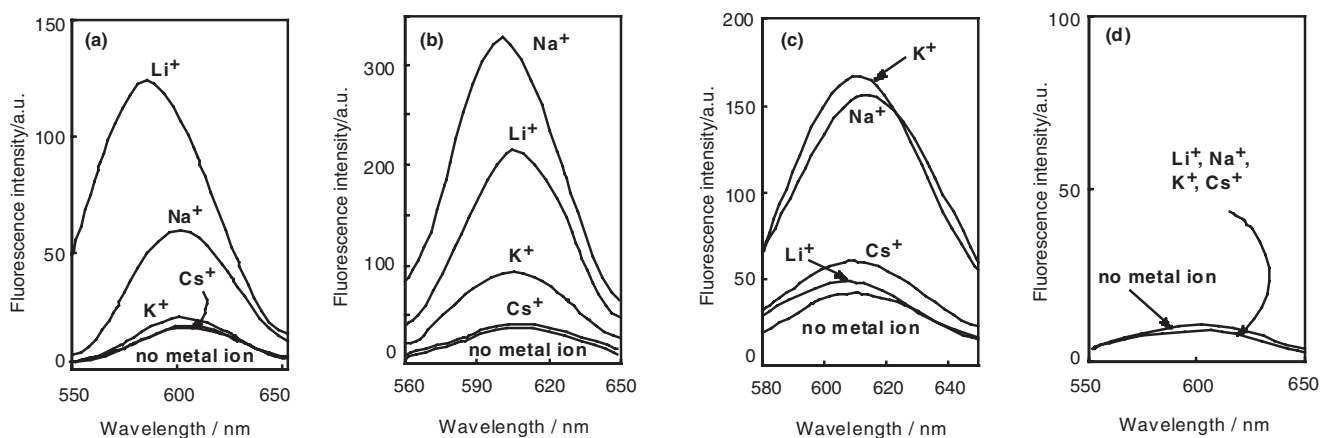 (a)
150
100
50
0
Fluorescence intensity/a.u.
Li+
Na+
Cs+
K+
no metal ion
550
600
650
Wavelength / nm
(b)
300
200
100
0
Fluorescence intensity/a.u.
Na+
Li+
K+
Cs+
no metal ion
560
590
620
650
Wavelength / nm
(c)
200
150
100
50
0
Fluorescence intensity/a.u.
K+
Na+
Cs+
Li+
no metal ion
580
600
620
640
Wavelength / nm
(d)
100
50
0
Fluorescence intensity/a.u.
Li+, Na+,
K+, Cs+
no metal ion
550
600
650
Wavelength / nm